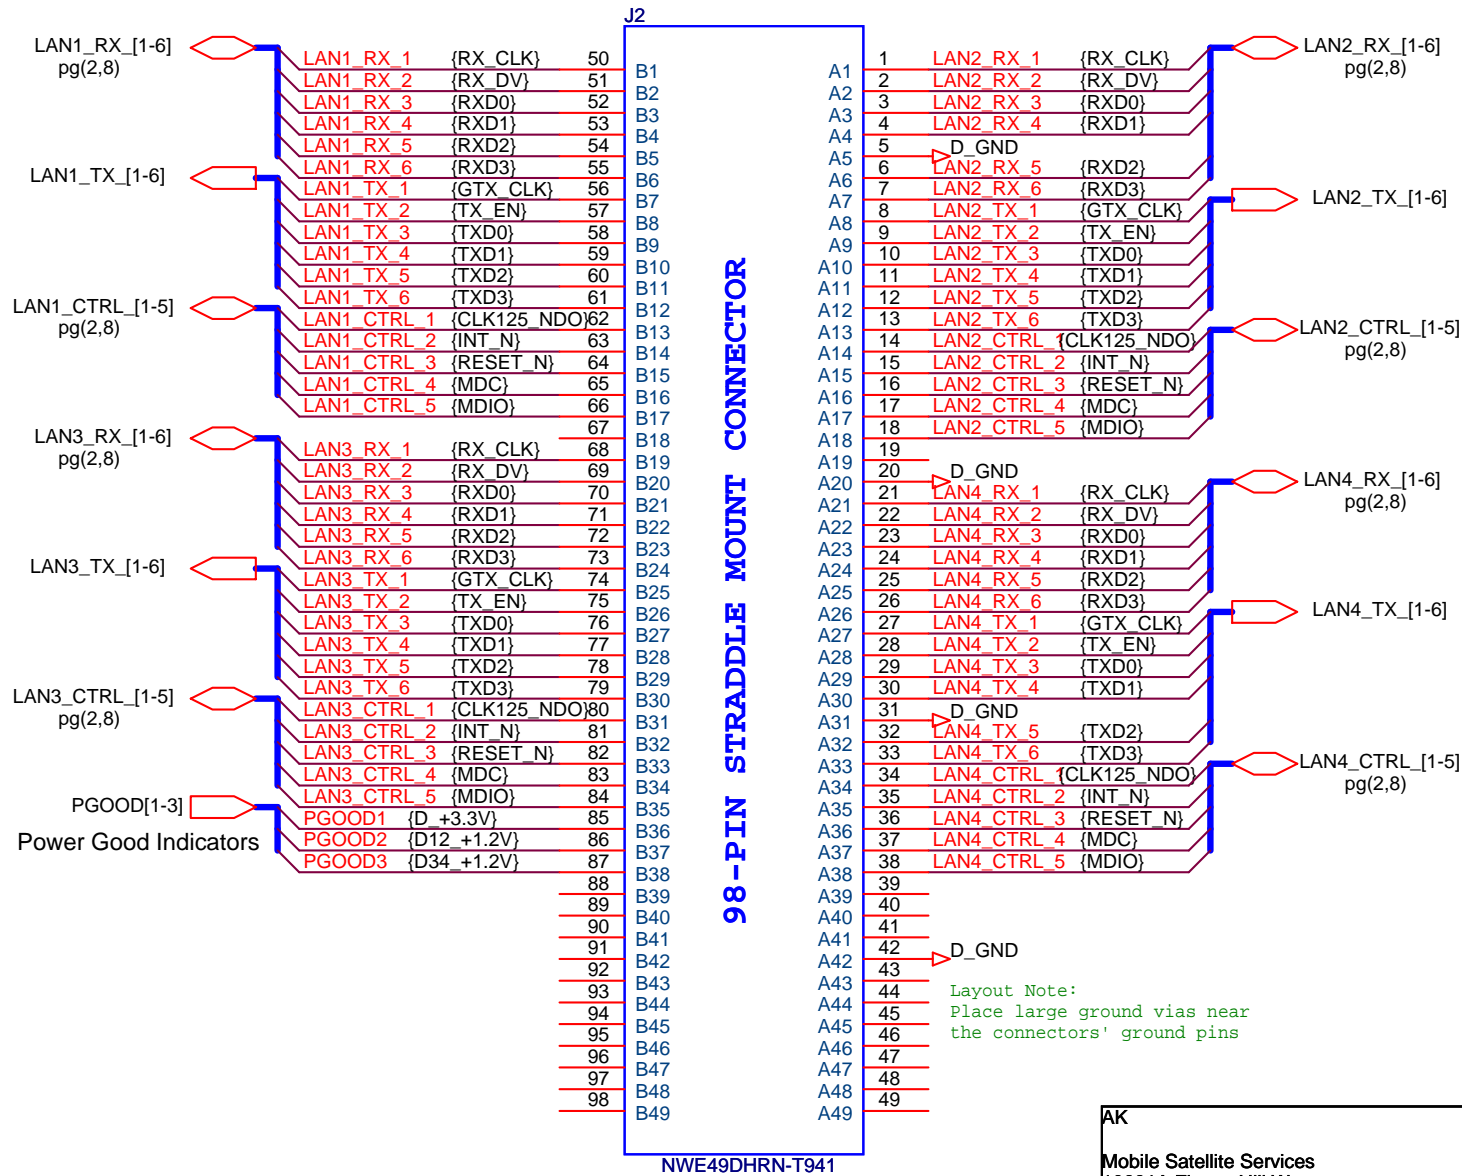 J2
LAN1_RX_[1-6]
pg(2,8)
LAN1_TX_[1-6]
LAN1_CTRL_[1-5]
pg(2,8)
LAN3_RX_[1-6]
pg(2,8)
LAN3_TX_[1-6]
LAN3_CTRL_[1-5]
pg(2,8)
PGOOD[1-3]
Power Good Indicators
LAN1_RX_1 {RX_CLK} 50 B1
LAN1_RX_2 {RX_DV} 51 B2
LAN1_RX_3 {RXD0} 52 B3
LAN1_RX_4 {RXD1} 53 B4
LAN1_RX_5 {RXD2} 54 B5
LAN1_RX_6 {RXD3} 55 B6
LAN1_TX_1 {GTX_CLK} 56 B7
LAN1_TX_2 {TX_EN} 57 B8
LAN1_TX_3 {TXD0} 58 B9
LAN1_TX_4 {TXD1} 59 B10
LAN1_TX_5 {TXD2} 60 B11
LAN1_TX_6 {TXD3} 61 B12
LAN1_CTRL_1 {CLK125_NDO} 62 B13
LAN1_CTRL_2 {INT_N} 63 B14
LAN1_CTRL_3 {RESET_N} 64 B15
LAN1_CTRL_4 {MDC} 65 B16
LAN1_CTRL_5 {MDIO} 66 B17
67 B18
LAN3_RX_1 {RX_CLK} 68 B19
LAN3_RX_2 {RX_DV} 69 B20
LAN3_RX_3 {RXD0} 70 B21
LAN3_RX_4 {RXD1} 71 B22
LAN3_RX_5 {RXD2} 72 B23
LAN3_RX_6 {RXD3} 73 B24
LAN3_TX_1 {GTX_CLK} 74 B25
LAN3_TX_2 {TX_EN} 75 B26
LAN3_TX_3 {TXD0} 76 B27
LAN3_TX_4 {TXD1} 77 B28
LAN3_TX_5 {TXD2} 78 B29
LAN3_TX_6 {TXD3} 79 B30
LAN3_CTRL_1 {CLK125_NDO} 80 B31
LAN3_CTRL_2 {INT_N} 81 B32
LAN3_CTRL_3 {RESET_N} 82 B33
LAN3_CTRL_4 {MDC} 83 B34
LAN3_CTRL_5 {MDIO} 84 B35
PGOOD1 {D_+3.3V} 85 B36
PGOOD2 {D12_+1.2V} 86 B37
PGOOD3 {D34_+1.2V} 87 B38
88 B39
89 B40
90 B41
91 B42
92 B43
93 B44
94 B45
95 B46
96 B47
97 B48
98 B49
98-PIN STRADDLE MOUNT CONNECTOR
A1 1 LAN2_RX_1 {RX_CLK}
A2 2 LAN2_RX_2 {RX_DV}
A3 3 LAN2_RX_3 {RXD0}
A4 4 LAN2_RX_4 {RXD1}
A5 5 D_GND
A6 6 LAN2_RX_5 {RXD2}
A7 7 LAN2_RX_6 {RXD3}
A8 8 LAN2_TX_1 {GTX_CLK}
A9 9 LAN2_TX_2 {TX_EN}
A10 10 LAN2_TX_3 {TXD0}
A11 11 LAN2_TX_4 {TXD1}
A12 12 LAN2_TX_5 {TXD2}
A13 13 LAN2_TX_6 {TXD3}
A14 14 LAN2_CTRL_1 {CLK125_NDO}
A15 15 LAN2_CTRL_2 {INT_N}
A16 16 LAN2_CTRL_3 {RESET_N}
A17 17 LAN2_CTRL_4 {MDC}
A18 18 LAN2_CTRL_5 {MDIO}
A19 19
A20 20 D_GND
A21 21 LAN4_RX_1 {RX_CLK}
A22 22 LAN4_RX_2 {RX_DV}
A23 23 LAN4_RX_3 {RXD0}
A24 24 LAN4_RX_4 {RXD1}
A25 25 LAN4_RX_5 {RXD2}
A26 26 LAN4_RX_6 {RXD3}
A27 27 LAN4_TX_1 {GTX_CLK}
A28 28 LAN4_TX_2 {TX_EN}
A29 29 LAN4_TX_3 {TXD0}
A30 30 LAN4_TX_4 {TXD1}
A31 31 D_GND
A32 32 LAN4_TX_5 {TXD2}
A33 33 LAN4_TX_6 {TXD3}
A34 34 LAN4_CTRL_1 {CLK125_NDO}
A35 35 LAN4_CTRL_2 {INT_N}
A36 36 LAN4_CTRL_3 {RESET_N}
A37 37 LAN4_CTRL_4 {MDC}
A38 38 LAN4_CTRL_5 {MDIO}
A39 39
A40 40
A41 41
A42 42 D_GND
A43 43
A44 44
A45 45
A46 46
A47 47
A48 48
A49 49
LAN2_RX_[1-6]
pg(2,8)
LAN2_TX_[1-6]
LAN2_CTRL_[1-5]
pg(2,8)
LAN4_RX_[1-6]
pg(2,8)
LAN4_TX_[1-6]
LAN4_CTRL_[1-5]
pg(2,8)
Layout Note:
Place large ground vias near
the connectors' ground pins
NWE49DHRN-T941
AK
Mobile Satellite Services